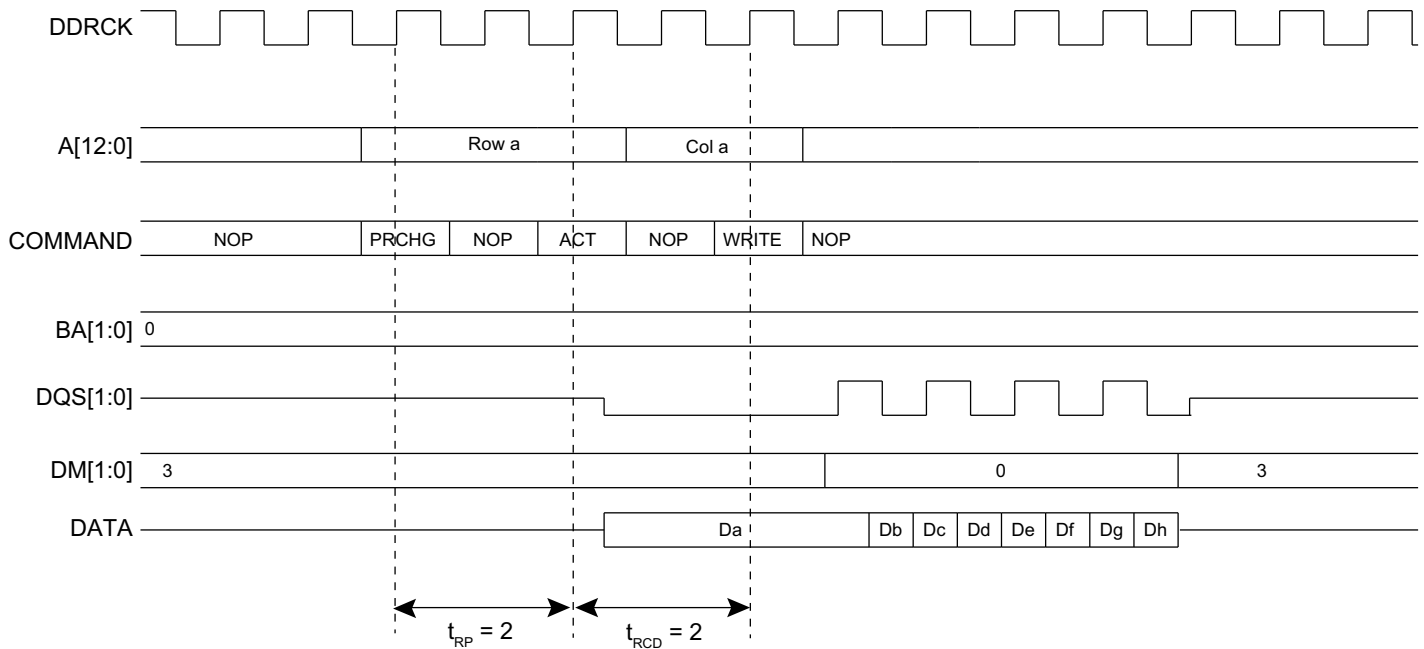 DDRCK
A[12:0] Row a Col a
COMMAND NOP PRCHG NOP ACT NOP WRITE NOP
BA[1:0] 0
DQS[1:0]
DM[1:0] 3 0 3
DATA Da Db Dc Dd De Df Dg Dh
tRP = 2 tRCD = 2